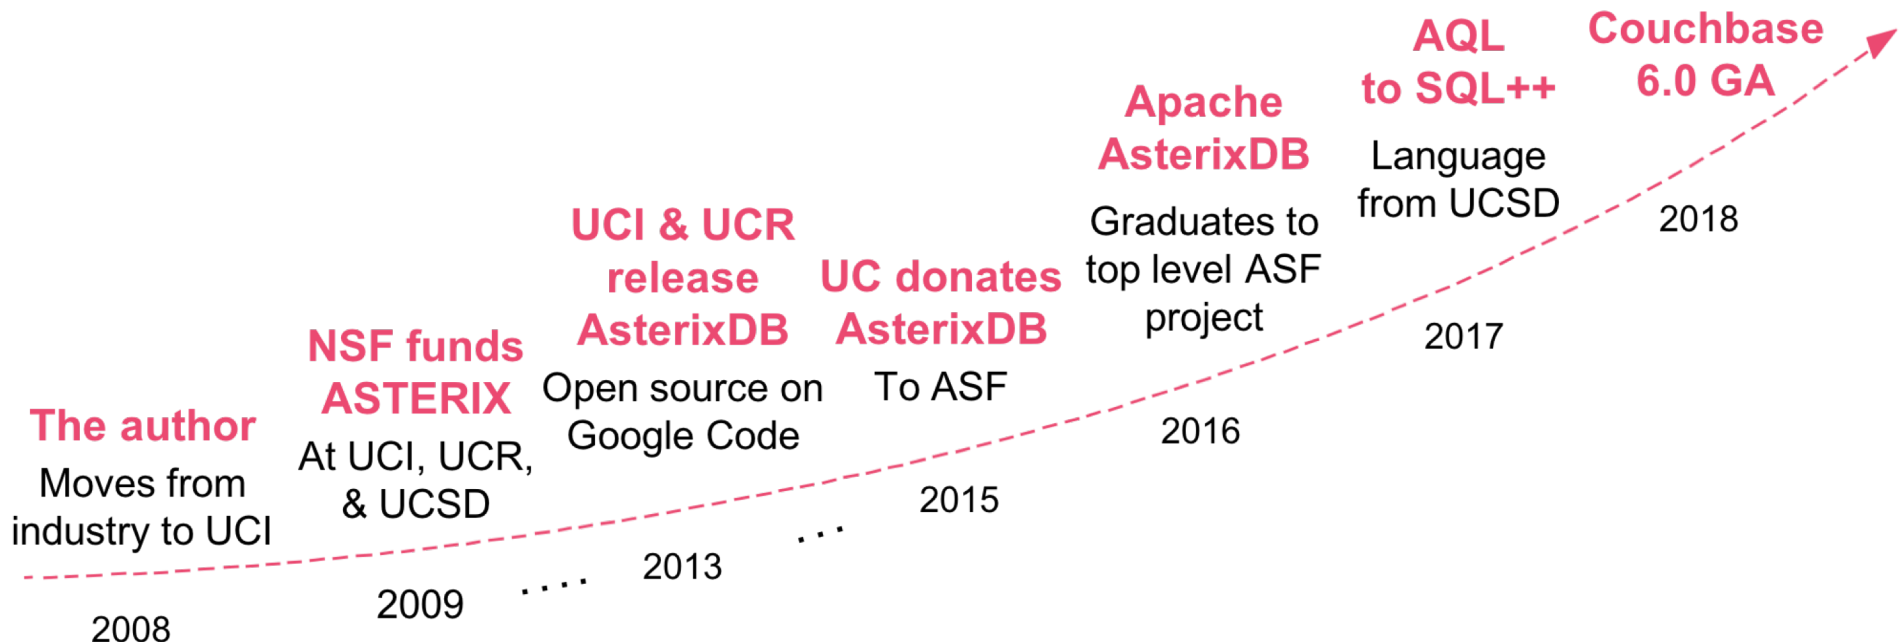 The author
Moves from
industry to UCI
2008
NSF funds
ASTERIX
At UCI, UCR,
& UCSD
2009
....
UCI & UCR
release
AsterixDB
Open source on
Google Code
2013
...
UC donates
AsterixDB
To ASF
2015
Apache
AsterixDB
Graduates to
top level ASF
project
2016
AQL
to SQL++
Language
from UCSD
2017
Couchbase
6.0 GA
2018